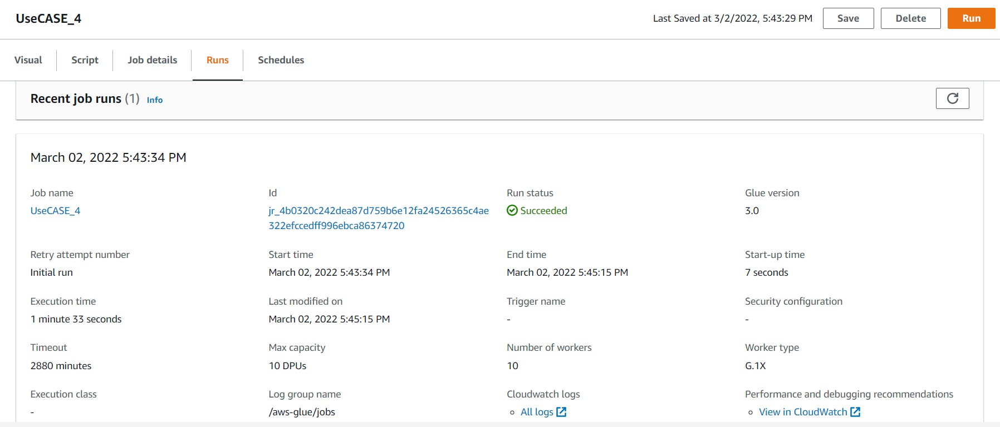 UseCASE_4
Last Saved at 3/2/2022, 5:43:29 PM
Save
Delete
Run
Visual
Script
Job details
Runs
Schedules
Recent job runs (1) Info
March 02, 2022 5:43:34 PM
Job name
Id
Run status
Glue version
UseCASE_4
jr_4b0320c242dea87d759b6e12fa24526365c4ae
322efccedff996ebca86374720
Succeeded
3.0
Retry attempt number
Start time
End time
Start-up time
Initial run
March 02, 2022 5:43:34 PM
March 02, 2022 5:45:15 PM
7 seconds
Execution time
Last modified on
Trigger name
Security configuration
1 minute 33 seconds
March 02, 2022 5:45:15 PM
-
-
Timeout
Max capacity
Number of workers
Worker type
2880 minutes
10 DPUs
10
G.1X
Execution class
Log group name
Cloudwatch logs
Performance and debugging recommendations
-
/aws-glue/jobs
All logs
View in CloudWatch